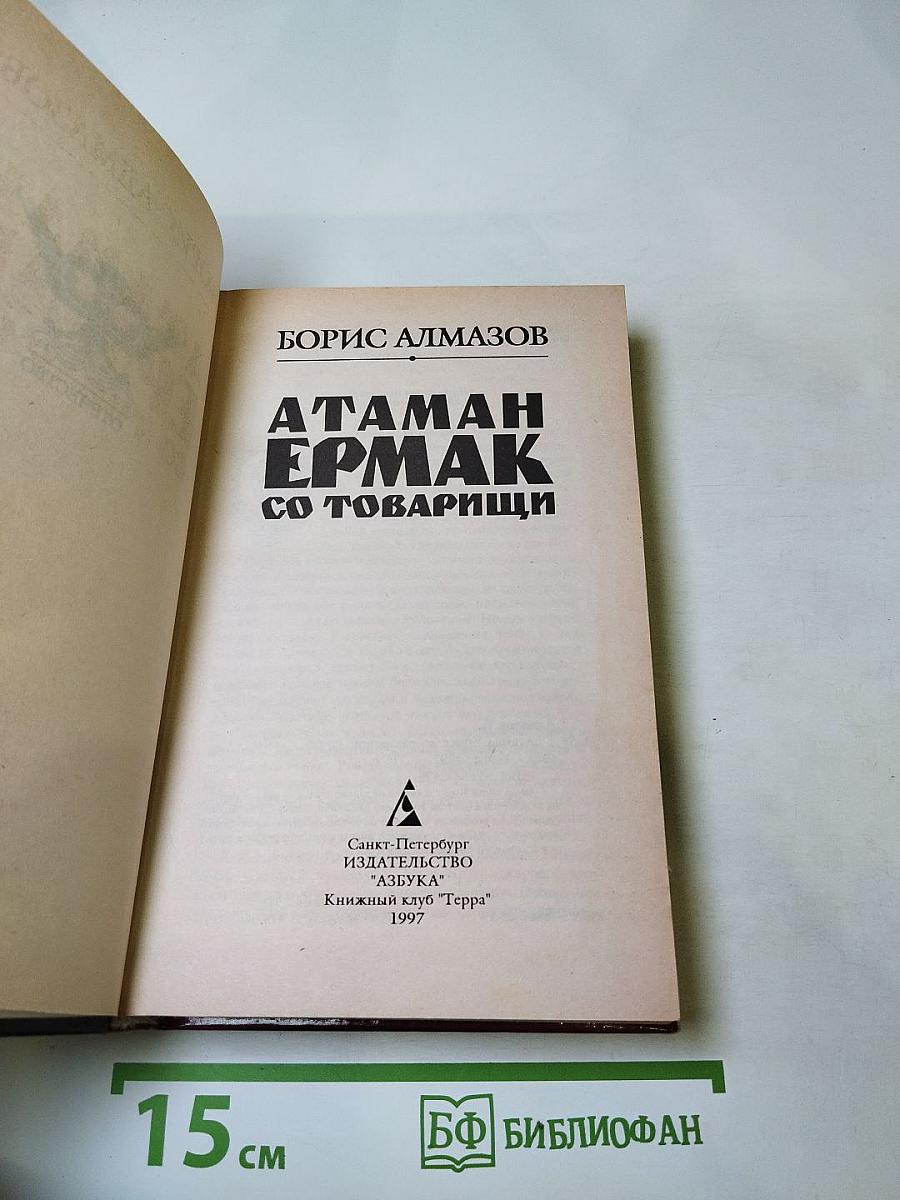 БОРИС АЛМАЗОВ
АТАМАН
ЕРМАК
СО ТОВАРИЩИ
Санкт-Петербург
ИЗДАТЕЛЬСТВО
"АЗБУКА"
Книжный клуб "Терра"
1997
15 см
БФ БИБЛИОФАН